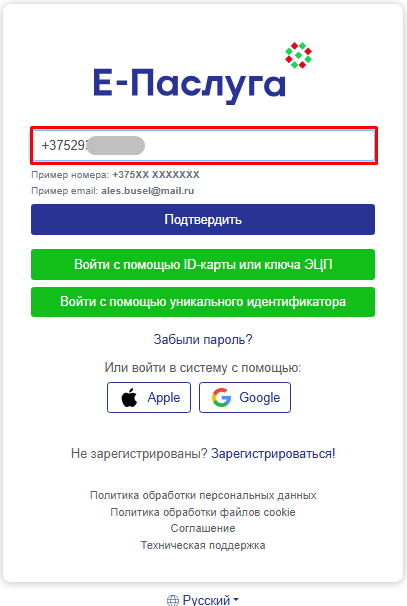 Е-Паслуга
+37529
Пример номера: +375XX XXXXXXX
Пример email: ales.busel@mail.ru
Подтвердить
Войти с помощью ID-карты или ключа ЭЦП
Войти с помощью уникального идентификатора
Забыли пароль?
Или войти в систему с помощью:
Apple
Google
Не зарегистрированы? Зарегистрироваться!
Политика обработки персональных данных
Политика обработки файлов cookie
Соглашение
Техническая поддержка
Русский